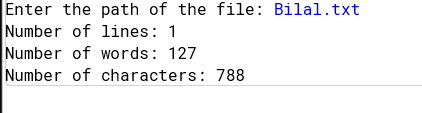 Enter the path of the file: Bilal.txt
Number of lines: 1
Number of words: 127
Number of characters: 788